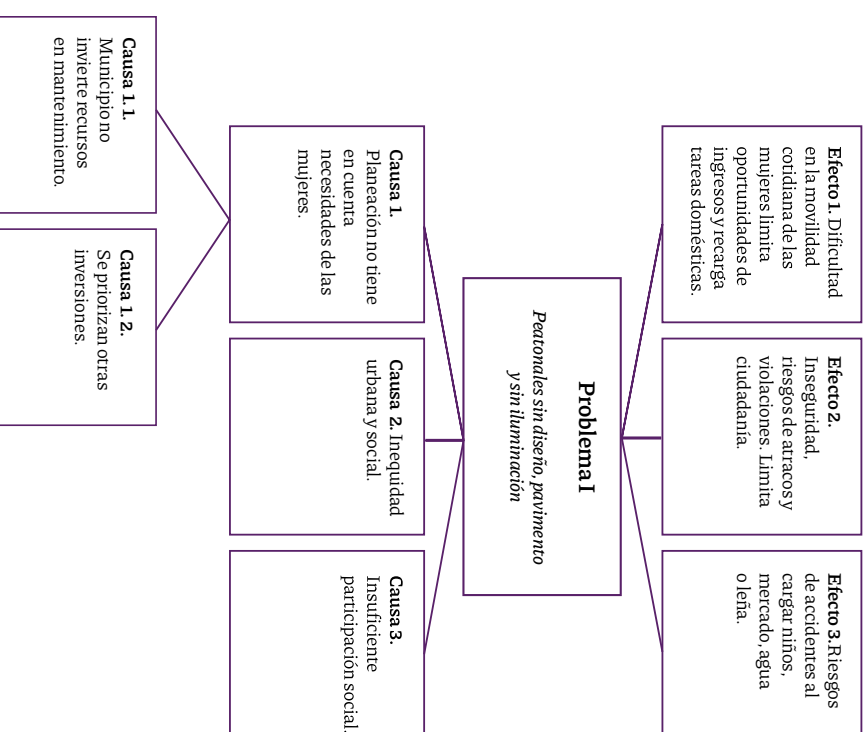 Efecto 1. Dificultad
en la movilidad
cotidiana de las
mujeres limita
oportunidades de
ingresos y recarga
tareas domésticas.
Efecto2.
Inseguridad,
riesgos de atracos y
violaciones. Limita
ciudadanía.
Efecto 3.Riesgos
de accidentes al
cargar niños,
mercado, agua
o leña.
Problema I
Peatonales sin diseño, pavimento
y sin iluminación
Causa 1.
Planeación no tiene
en cuenta
necesidades de las
mujeres.
Causa 2. Inequidad
urbana y social.
Causa 3.
Insuficiente
participación social.
Causa 1.1.
Municipio no
invierte recursos
en mantenimiento.
Causa 1.2.
Se priorizan otras
inversiones.